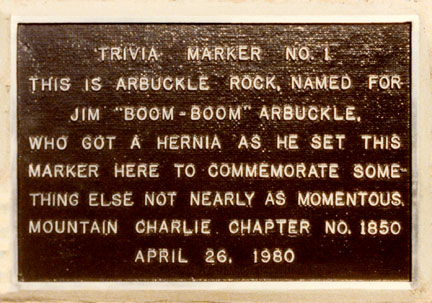 TRIVIA MARKER NO. 1
THIS IS ARBUCKLE ROCK, NAMED FOR
JIM "BOOM-BOOM" ARBUCKLE,
WHO GOT A HERNIA AS HE SET THIS
MARKER HERE TO COMMEMORATE SOME-
THING ELSE NOT NEARLY AS MOMENTOUS.
MOUNTAIN CHARLIE CHAPTER NO. 1850
APRIL 26, 1980